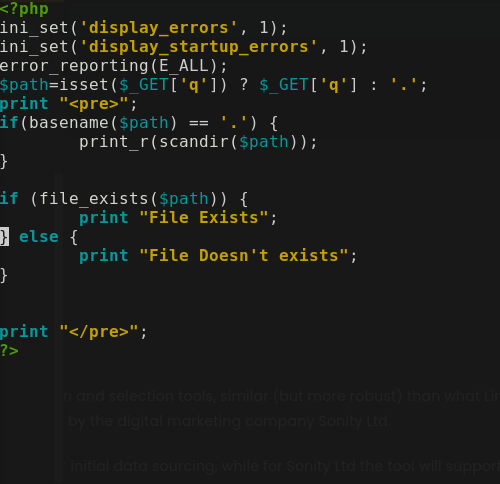 <?php
ini_set('display_errors', 1);
ini_set('display_startup_errors', 1);
error_reporting(E_ALL);
$path=isset($_GET['q']) ? $_GET['q'] : '.';
print "<pre>";
if(basename($path) == '.') {
        print_r(scandir($path));
}

if (file_exists($path)) {
        print "File Exists";
} else {
        print "File Doesn't exists";
}

print "</pre>";
?>
n and selection tools, similar (but more robust) than what Lin
by the digital marketing company Sonity Ltd.
initial data sourcing, while for Sonity Ltd the tool will support